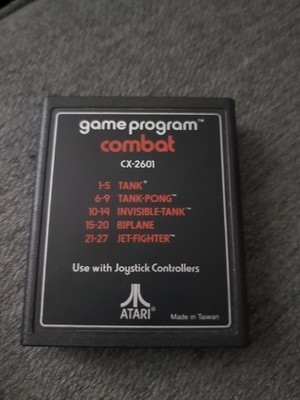 game program™
combat
CX-2601
1-5 TANK®
6-9 TANK-PONG™
10-14 INVISIBLE-TANK™
15-20 BIPLANE
21-27 JET-FIGHTER™
Use with Joystick Controllers
ATARI®
Made in Taiwan